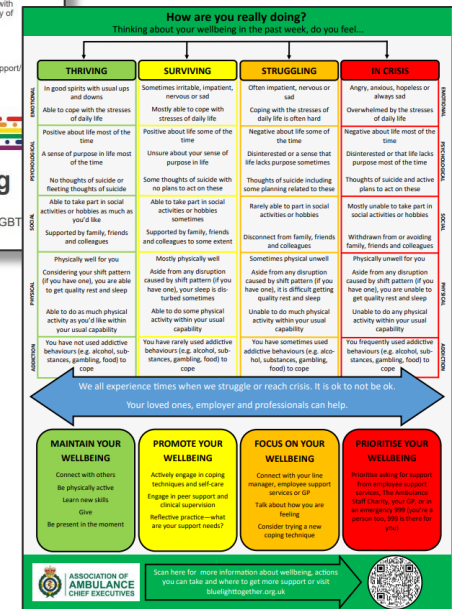 with
y of
pport/
g
GBT
How are you really doing?
Thinking about your wellbeing in the past week, do you feel...
THRIVING
SURVIVING
STRUGGLING
IN CRISIS
EMOTIONAL
In good spirits with usual ups
and downs
Able to cope with the stresses
of daily life
Sometimes irritable, impatient,
nervous or sad
Mostly able to cope with
stresses of daily life
Often impatient, nervous or
sad
Coping with the stresses of
daily life is often hard
Angry, anxious, hopeless or
always sad
Overwhelmed by the stresses
of daily life
EMOTIONAL
PSYCHOLOGICAL
Positive about life most of the
time
A sense of purpose in life most
of the time
No thoughts of suicide or
fleeting thoughts of suicide
Positive about life some of the
time
Unsure about your sense of
purpose in life
Some thoughts of suicide with
no plans to act on these
Negative about life some of
the time
Disinterested or a sense that
life lacks purpose sometimes
Thoughts of suicide including
some planning related to these
Negative about life most of the
time
Disinterested or that life lacks
purpose most of the time
Thoughts of suicide and active
plans to act on these
PSYCHOLOGICAL
SOCIAL
Able to take part in social
activities or hobbies as much as
you'd like
Supported by family, friends
and colleagues
Able to take part in social
activities or hobbies
sometimes
Supported by family, friends
and colleagues to some extent
Rarely able to part in social
activities or hobbies
Disconnect from family, friends
and colleagues
Mostly unable to take part in
social activities or hobbies
Withdrawn from or avoiding
family, friends and colleagues
SOCIAL
PHYSICAL
Physically well for you
Considering your shift pattern
(if you have one), you are able
to get quality rest and sleep
Able to do as much physical
activity as you'd like within
your usual capability
Mostly physically well
Aside from any disruption
caused by shift pattern (if you
have one), your sleep is dis-
turbed sometimes
Able to do some physical
activity within your usual
capability
Sometimes physical unwell
Aside from any disruption
caused by shift pattern (if you
have one), it is difficult getting
quality rest and sleep
Unable to do much physical
activity within your usual
capability
Physically unwell for you
Aside from any disruption
caused by shift pattern (if you
have one), you are unable to
get quality rest and sleep
Unable to do any physical
activity within your usual
capability
PHYSICAL
ADDICTION
You have not used addictive
behaviours (e.g. alcohol, sub-
stances, gambling, food) to
cope
You have rarely used addictive
behaviours (e.g. alcohol, sub-
stances, gambling, food) to
cope
You have sometimes used
addictive behaviours (e.g. alco-
hol, substances, gambling,
food) to cope
You frequently used addictive
behaviours (e.g. alcohol, sub-
stances, gambling, food) to
cope
ADDICTION
We all experience times when we struggle or reach crisis. It is ok to not be ok.
Your loved ones, employer and professionals can help.
MAINTAIN YOUR
WELLBEING
Connect with others
Be physically active
Learn new skills
Give
Be present in the moment
PROMOTE YOUR
WELLBEING
Actively engage in coping
techniques and self-care
Engage in peer support and
clinical supervision
Reflective practice—what
are your support needs?
FOCUS ON YOUR
WELLBEING
Connect with your line
manager, employee support
services or GP
Talk about how you are
feeling
Consider trying a new
coping technique
PRIORITISE YOUR
WELLBEING
Prioritise asking for support
from employee support
services, The Ambulance
Staff Charity, your GP, or in
an emergency 999 (you're a
person too, 999 is there for
you)
ASSOCIATION OF
AMBULANCE
CHIEF EXECUTIVES
Scan here for more information about wellbeing, actions
you can take and where to get more support or visit
bluelighttogether.org.uk